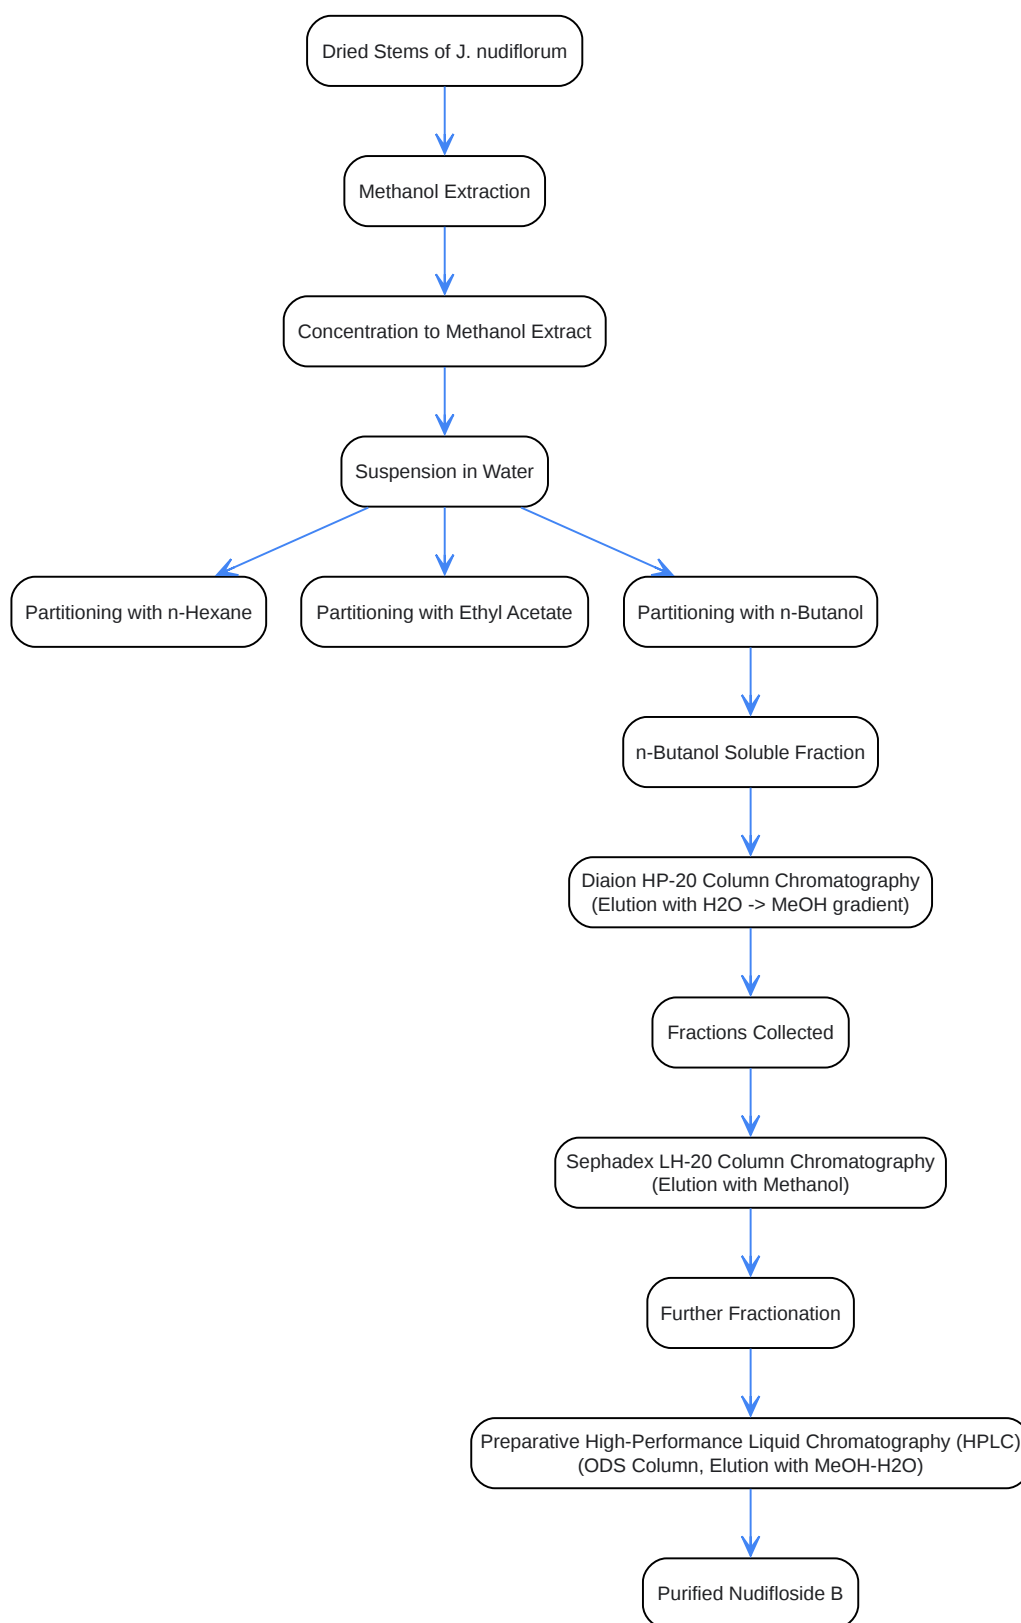 Dried Stems of J. nudiflorum
Methanol Extraction
Concentration to Methanol Extract
Suspension in Water
Partitioning with n-Hexane
Partitioning with Ethyl Acetate
Partitioning with n-Butanol
n-Butanol Soluble Fraction
Diaion HP-20 Column Chromatography
(Elution with H2O -> MeOH gradient)
Fractions Collected
Sephadex LH-20 Column Chromatography
(Elution with Methanol)
Further Fractionation
Preparative High-Performance Liquid Chromatography (HPLC)
(ODS Column, Elution with MeOH-H2O)
Purified Nudifloside B